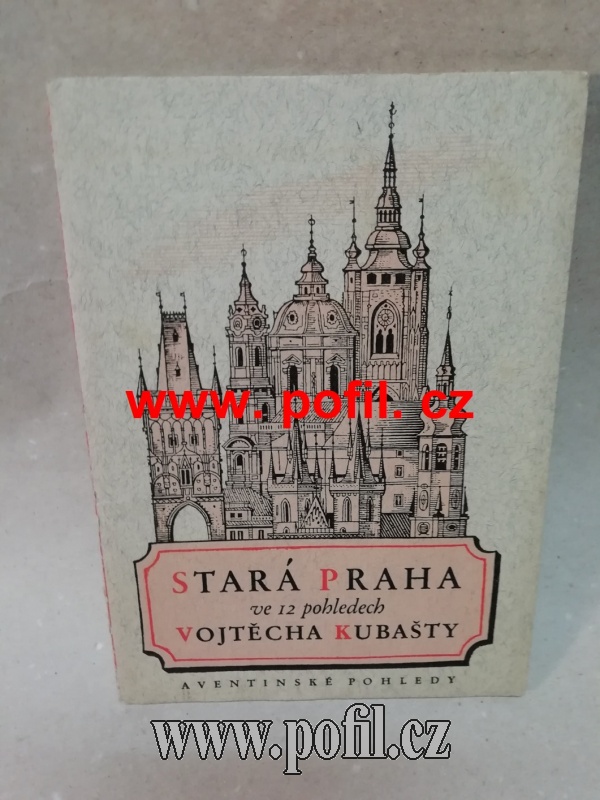 www. pofil. cz
STARÁ PRAHA
ve 12 pohledech
VOJTĚCHA KUBAŠTY
AVENTINSKÉ POHLEDY
www.pofil.cz